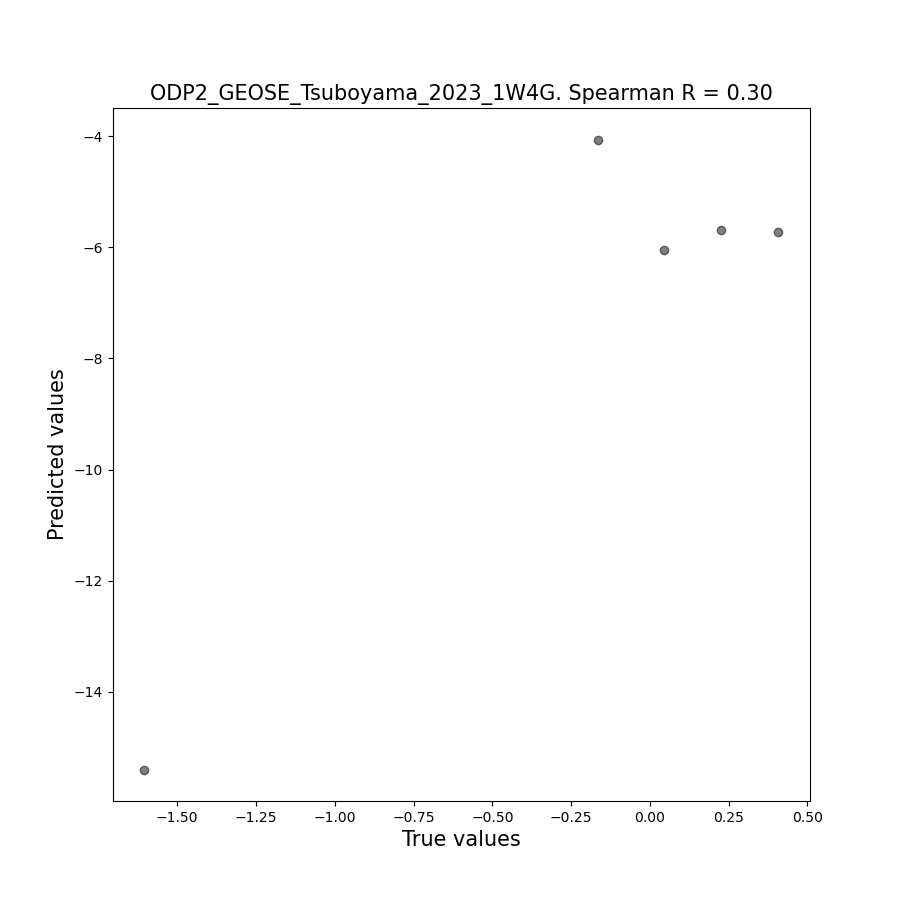 ODP2_GEOSE_Tsuboyama_2023_1W4G. Spearman R = 0.30
−4
−6
−8
−10
−12
−14
Predicted values
−1.50 −1.25 −1.00 −0.75 −0.50 −0.25 0.00 0.25 0.50
True values